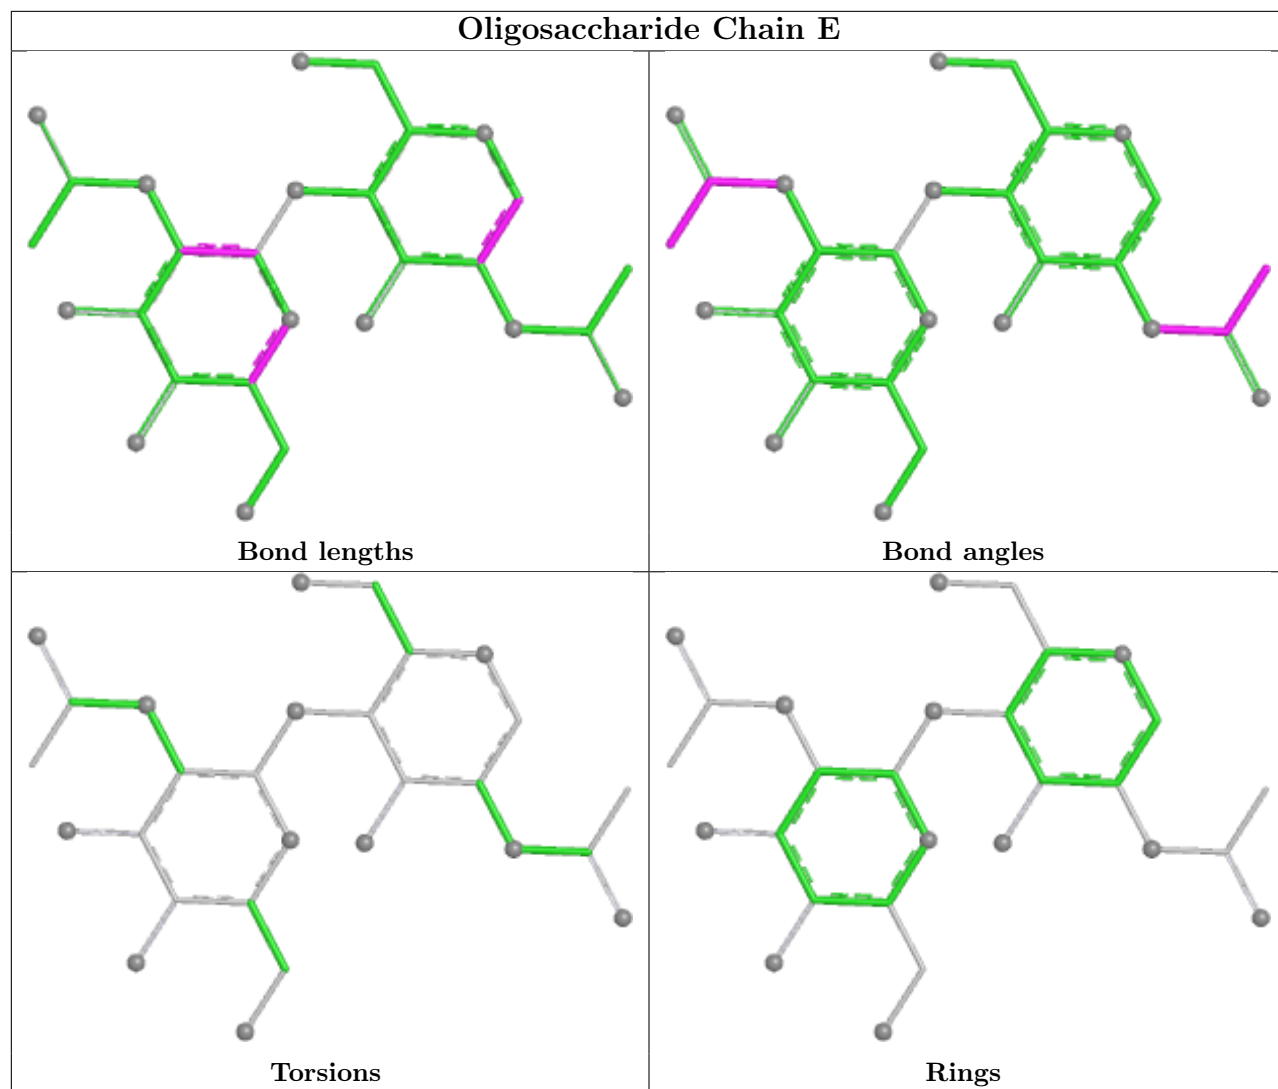 Oligosaccharide Chain E
Bond lengths
Bond angles
Torsions
Rings